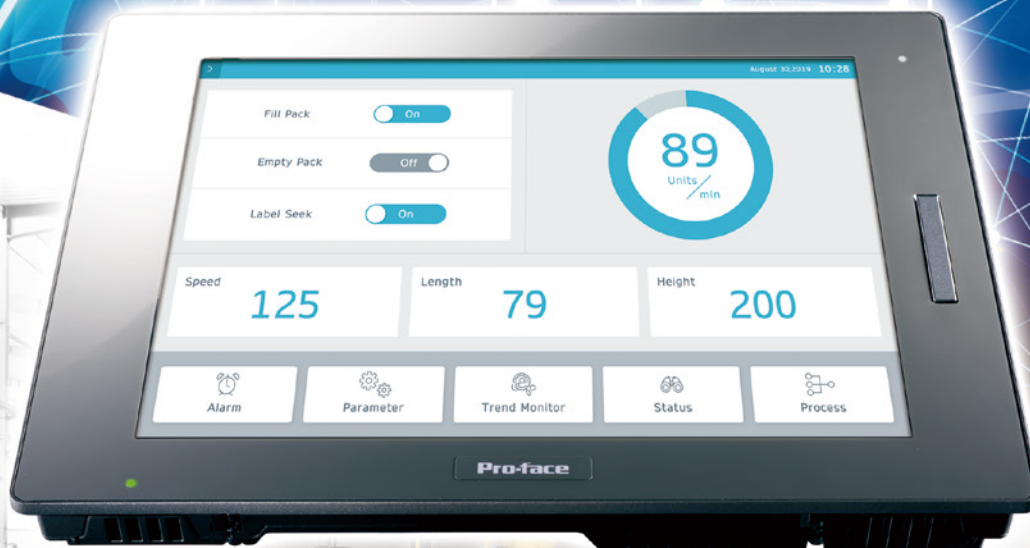 >
August 30,2019 10:28
Fill Pack On
Empty Pack Off
Label Seek On
89
Units/min
Speed
125
Length
79
Height
200
Alarm
Parameter
Trend Monitor
Status
Process
Pro-face